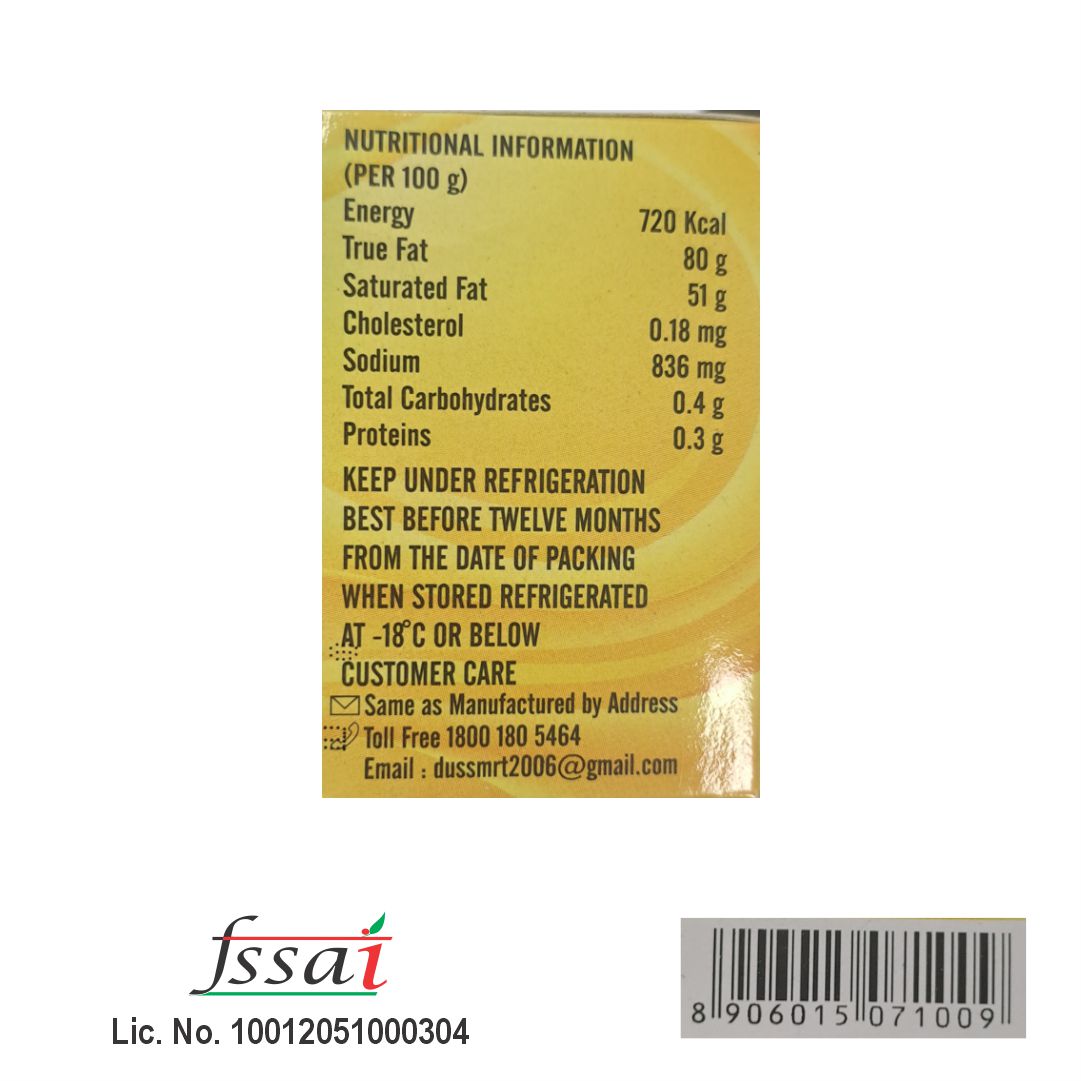 NUTRITIONAL INFORMATION
(PER 100 g)
Energy 720 Kcal
True Fat 80 g
Saturated Fat 51 g
Cholesterol 0.18 mg
Sodium 836 mg
Total Carbohydrates 0.4 g
Proteins 0.3 g
KEEP UNDER REFRIGERATION
BEST BEFORE TWELVE MONTHS
FROM THE DATE OF PACKING
WHEN STORED REFRIGERATED
AT -18°C OR BELOW
CUSTOMER CARE
Same as Manufactured by Address
Toll Free 1800 180 5464
Email : dussmrt2006@gmail.com
fssai
Lic. No. 10012051000304
8 906015 071009